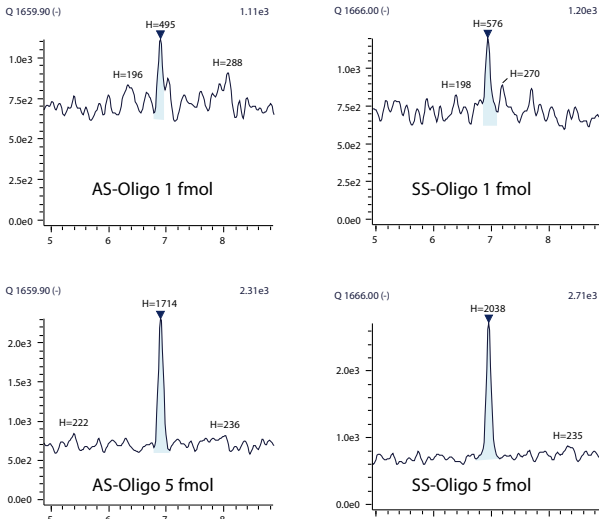 Q 1659.90 (-) 1.11e3
H=495
H=288
H=196
1.0e3
7.5e2
5.0e2
2.5e2
0.0e0
AS-Oligo 1 fmol
5 6 7 8
Q 1666.00 (-) 1.20e3
H=576
H=270
H=198
1.0e3
7.5e2
5.0e2
2.5e2
0.0e0
SS-Oligo 1 fmol
5 6 7 8
Q 1659.90 (-) 2.31e3
H=1714
2.0e3
1.5e3
1.0e3
5.0e2
0.0e0
H=222
H=236
AS-Oligo 5 fmol
Q 1666.00 (-) 2.71e3
H=2038
2.0e3
1.0e3
0.0e0
H=235
SS-Oligo 5 fmol